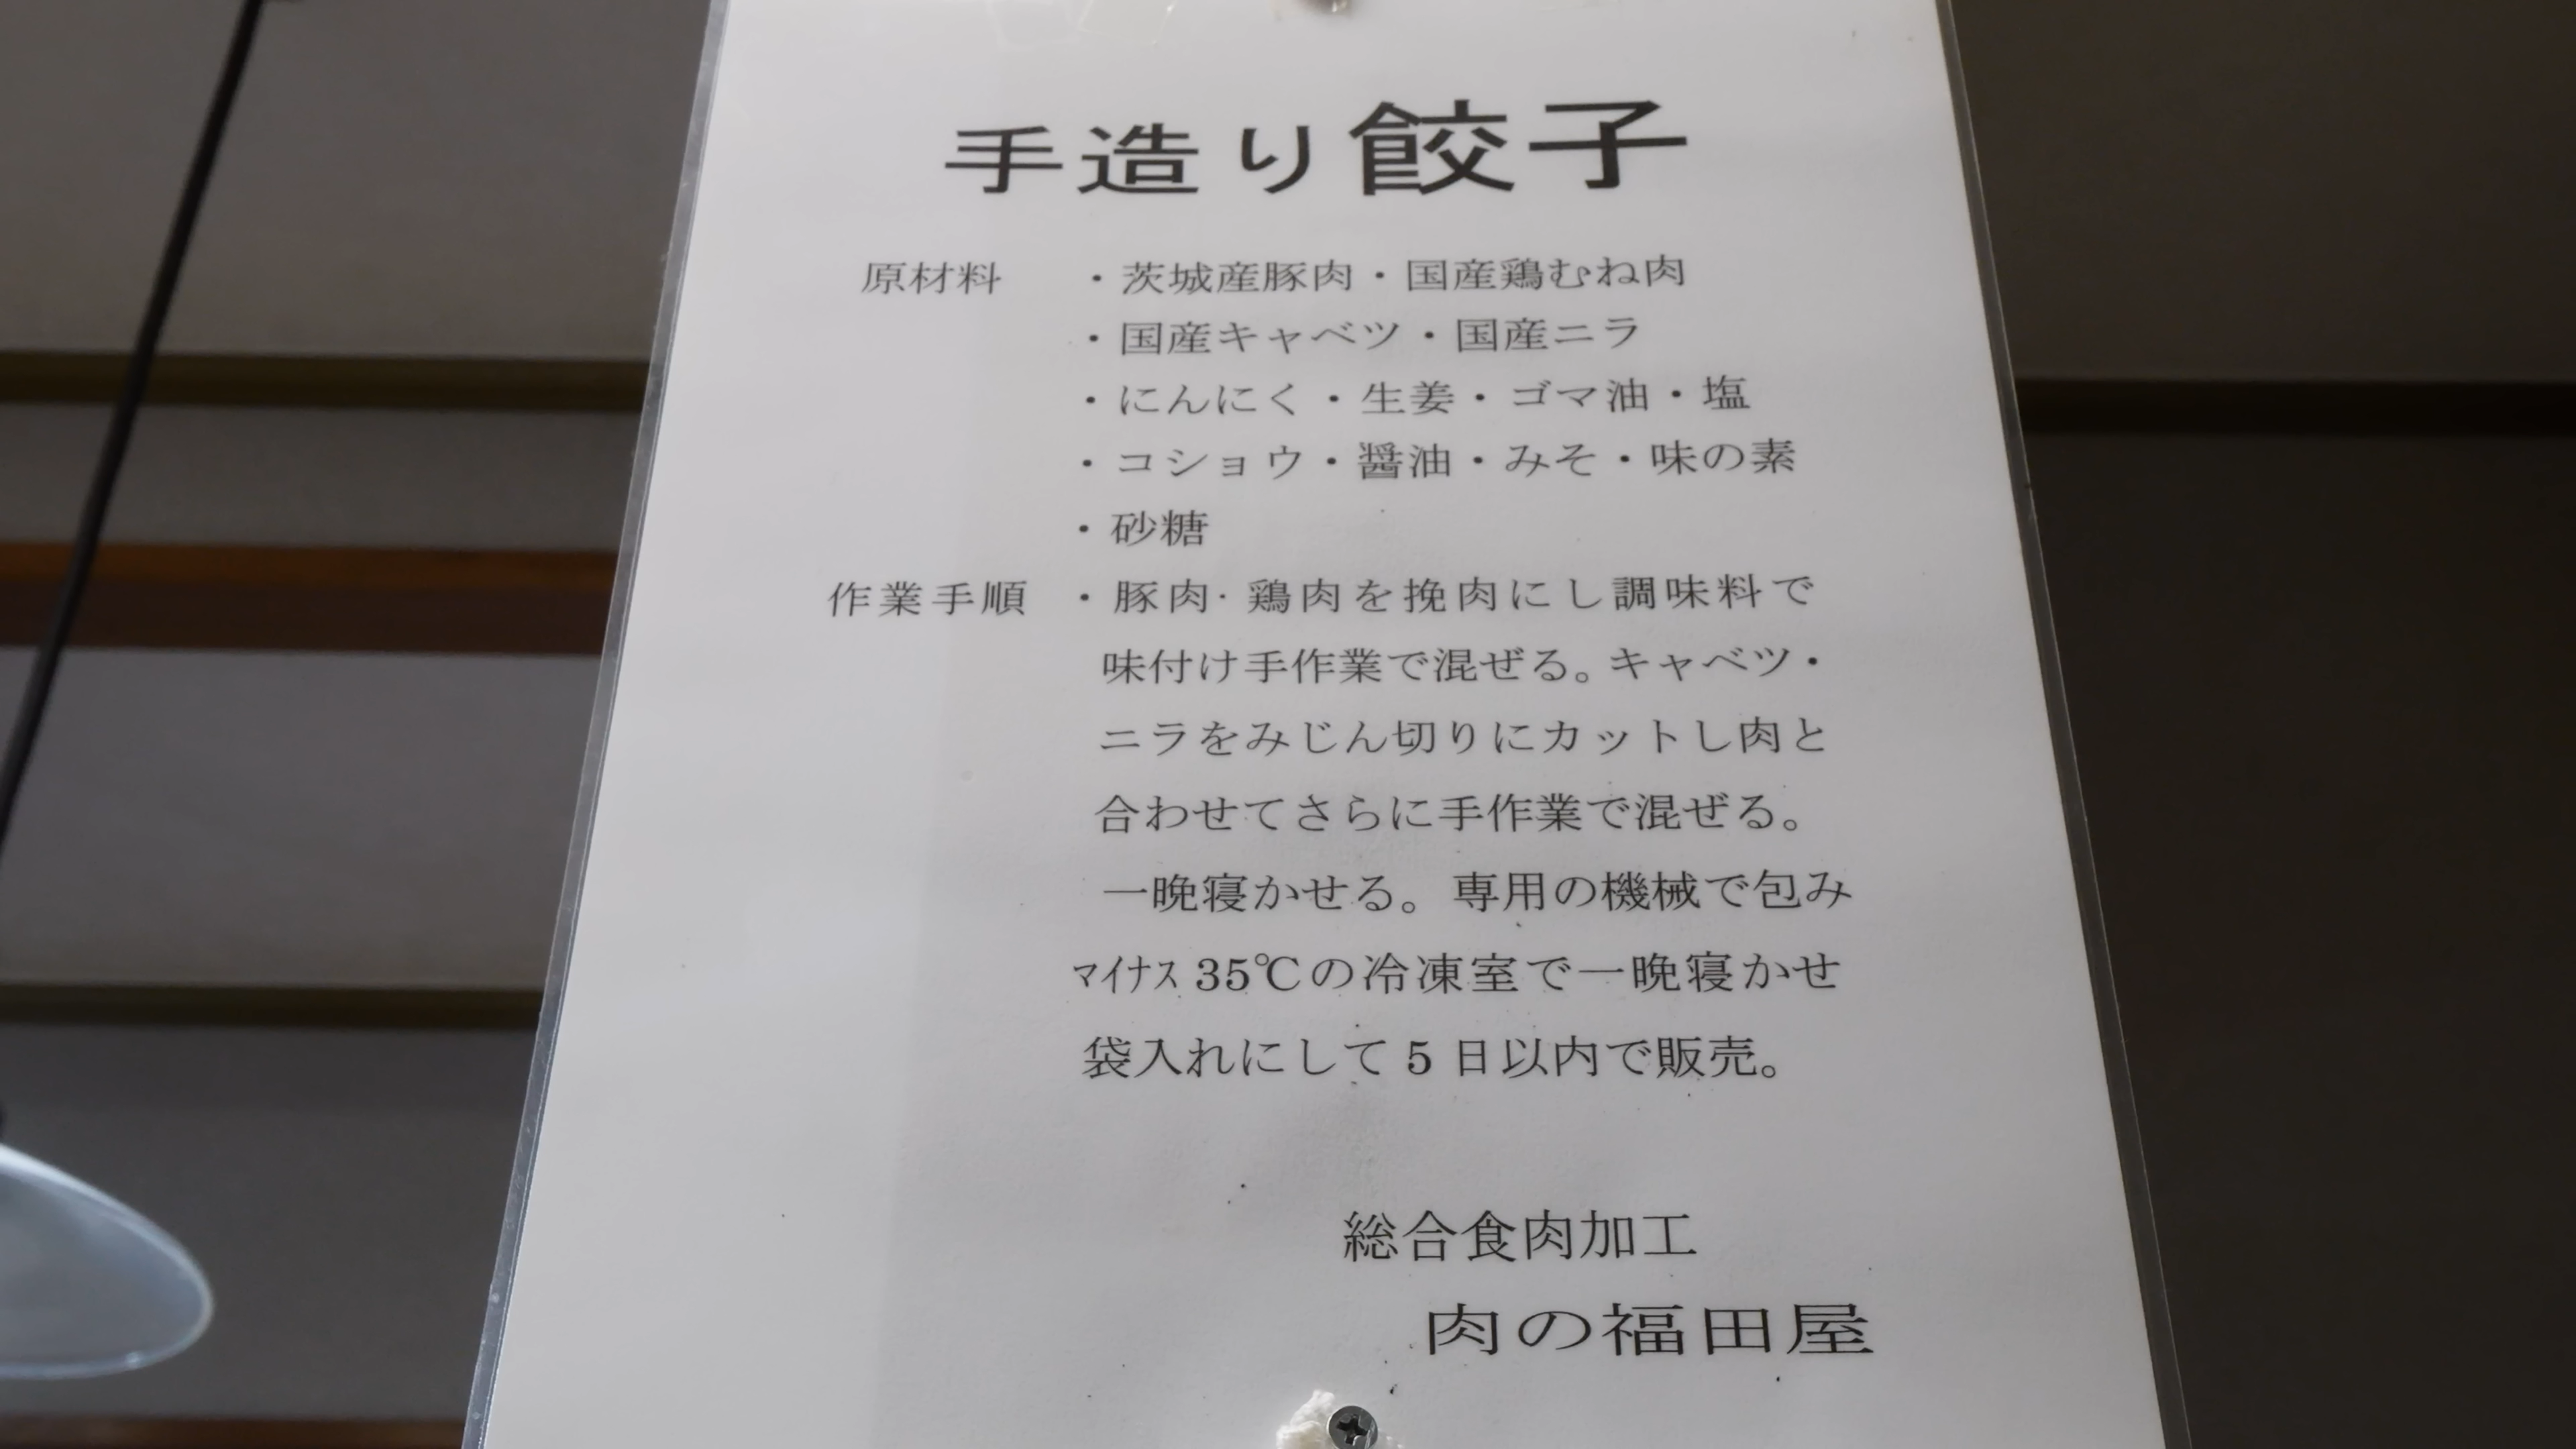 手造り餃子
原材料 ・茨城産豚肉・国産鶏むね肉
・国産キャベツ・国産ニラ
・にんにく・生姜・ゴマ油・塩
・コショウ・醤油・みそ・味の素
・砂糖
作業手順 ・豚肉･鶏肉を挽肉にし調味料で
味付け手作業で混ぜる。キャベツ・
ニラをみじん切りにカットし肉と
合わせてさらに手作業で混ぜる。
一晩寝かせる。専用の機械で包み
ﾏｲﾅｽ 35℃の冷凍室で一晩寝かせ
袋入れにして 5 日以内で販売。
総合食肉加工
肉の福田屋